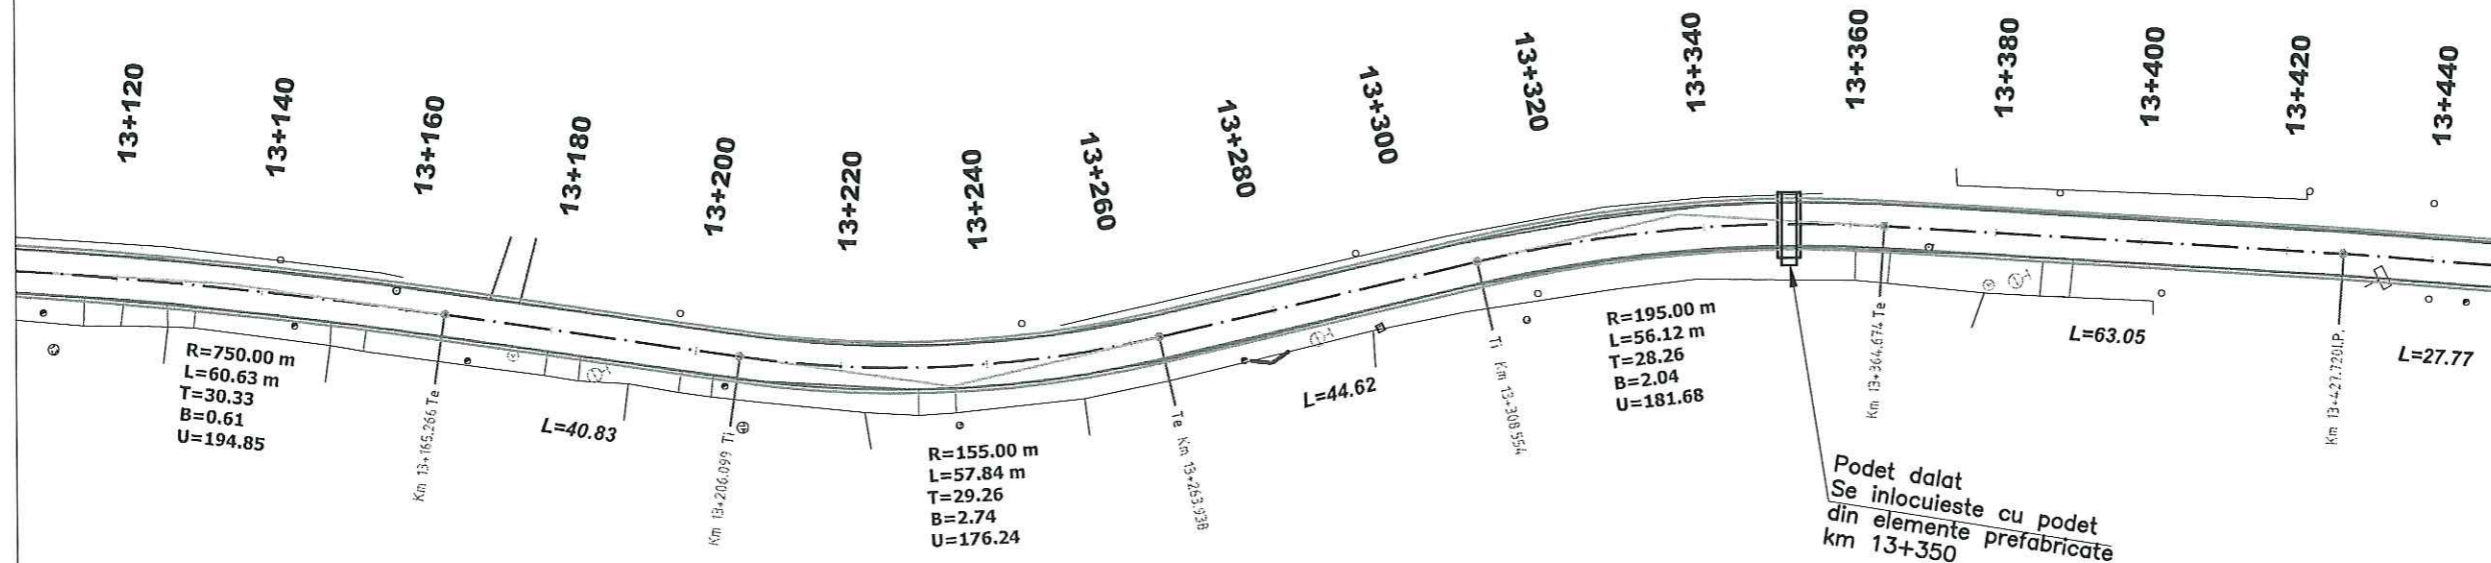 13+120
13+140
13+160
13+180
13+200
13+220
13+240
13+260
13+280
13+300
13+320
13+340
13+360
13+380
13+400
13+420
13+440
R=750.00 m
L=60.63 m
T=30.33
B=0.61
U=194.85
Km 13+165.266 Te
L=40.83
Km 13+206.099 Ti
R=155.00 m
L=57.84 m
T=29.26
B=2.74
U=176.24
Te Km 13+263.938
L=44.62
Ti Km 13+308.554
R=195.00 m
L=56.12 m
T=28.26
B=2.04
U=181.68
Podet dalat
Se inlocuieste cu podet
din elemente prefabricate
km 13+350
Km 13+364.674 Te
L=63.05
Km 13+427.720I.P.
L=27.77